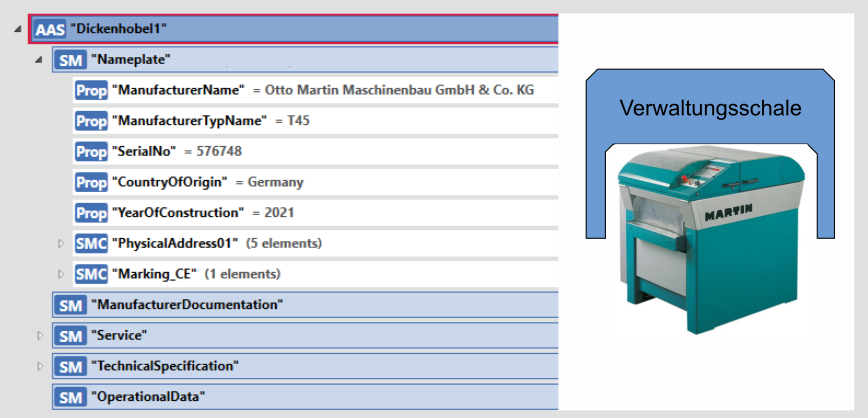 AAS "Dickenhobel1"
SM "Nameplate"
Prop "ManufacturerName" = Otto Martin Maschinenbau GmbH & Co. KG
Prop "ManufacturerTypName" = T45
Prop "SerialNo" = 576748
Prop "CountryOfOrigin" = Germany
Prop "YearOfConstruction" = 2021
SMC "PhysicalAddress01" (5 elements)
SMC "Marking_CE" (1 elements)
SM "ManufacturerDocumentation"
SM "Service"
SM "TechnicalSpecification"
SM "OperationalData"
Verwaltungsschale
MARTIN